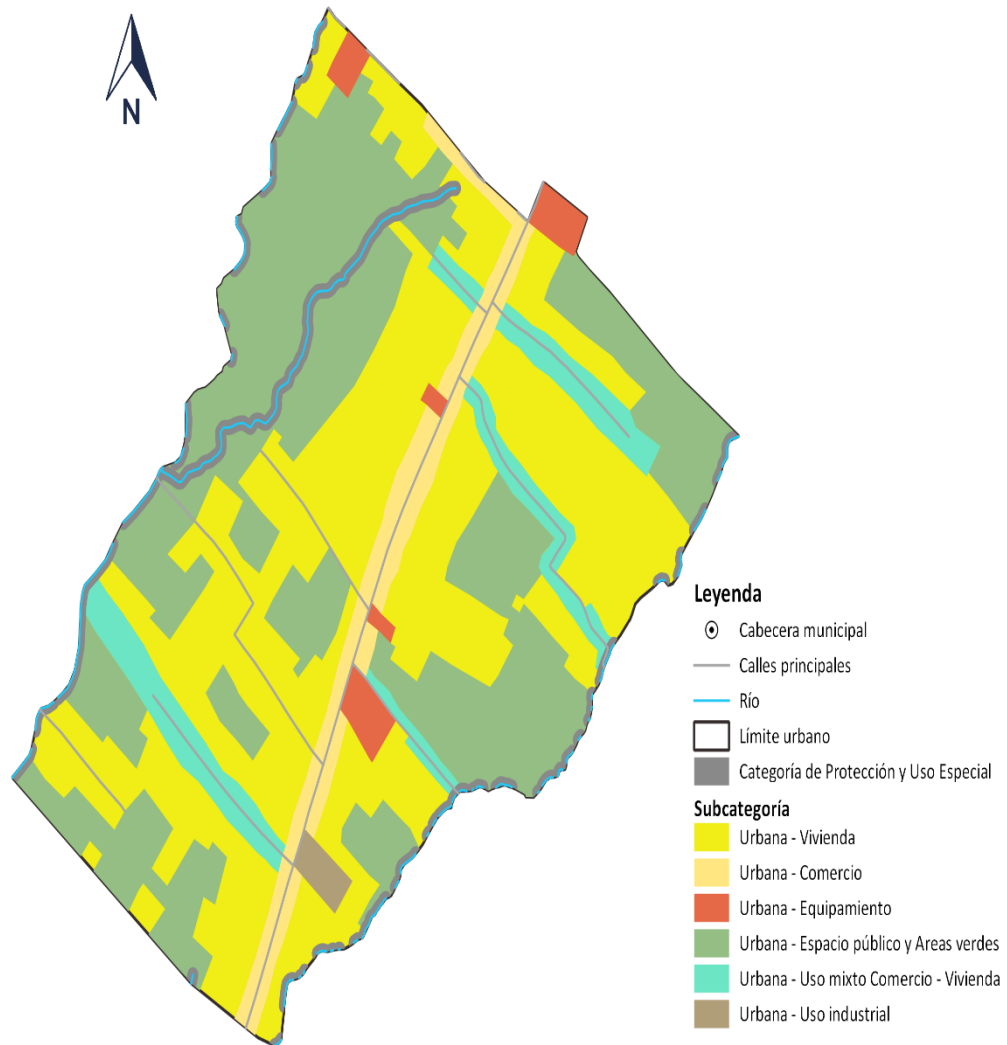 N
Leyenda
Cabecera municipal
Calles principales
Río
Límite urbano
Categoría de Protección y Uso Especial
Subcategoría
Urbana - Vivienda
Urbana - Comercio
Urbana - Equipamiento
Urbana - Espacio público y Areas verdes
Urbana - Uso mixto Comercio - Vivienda
Urbana - Uso industrial